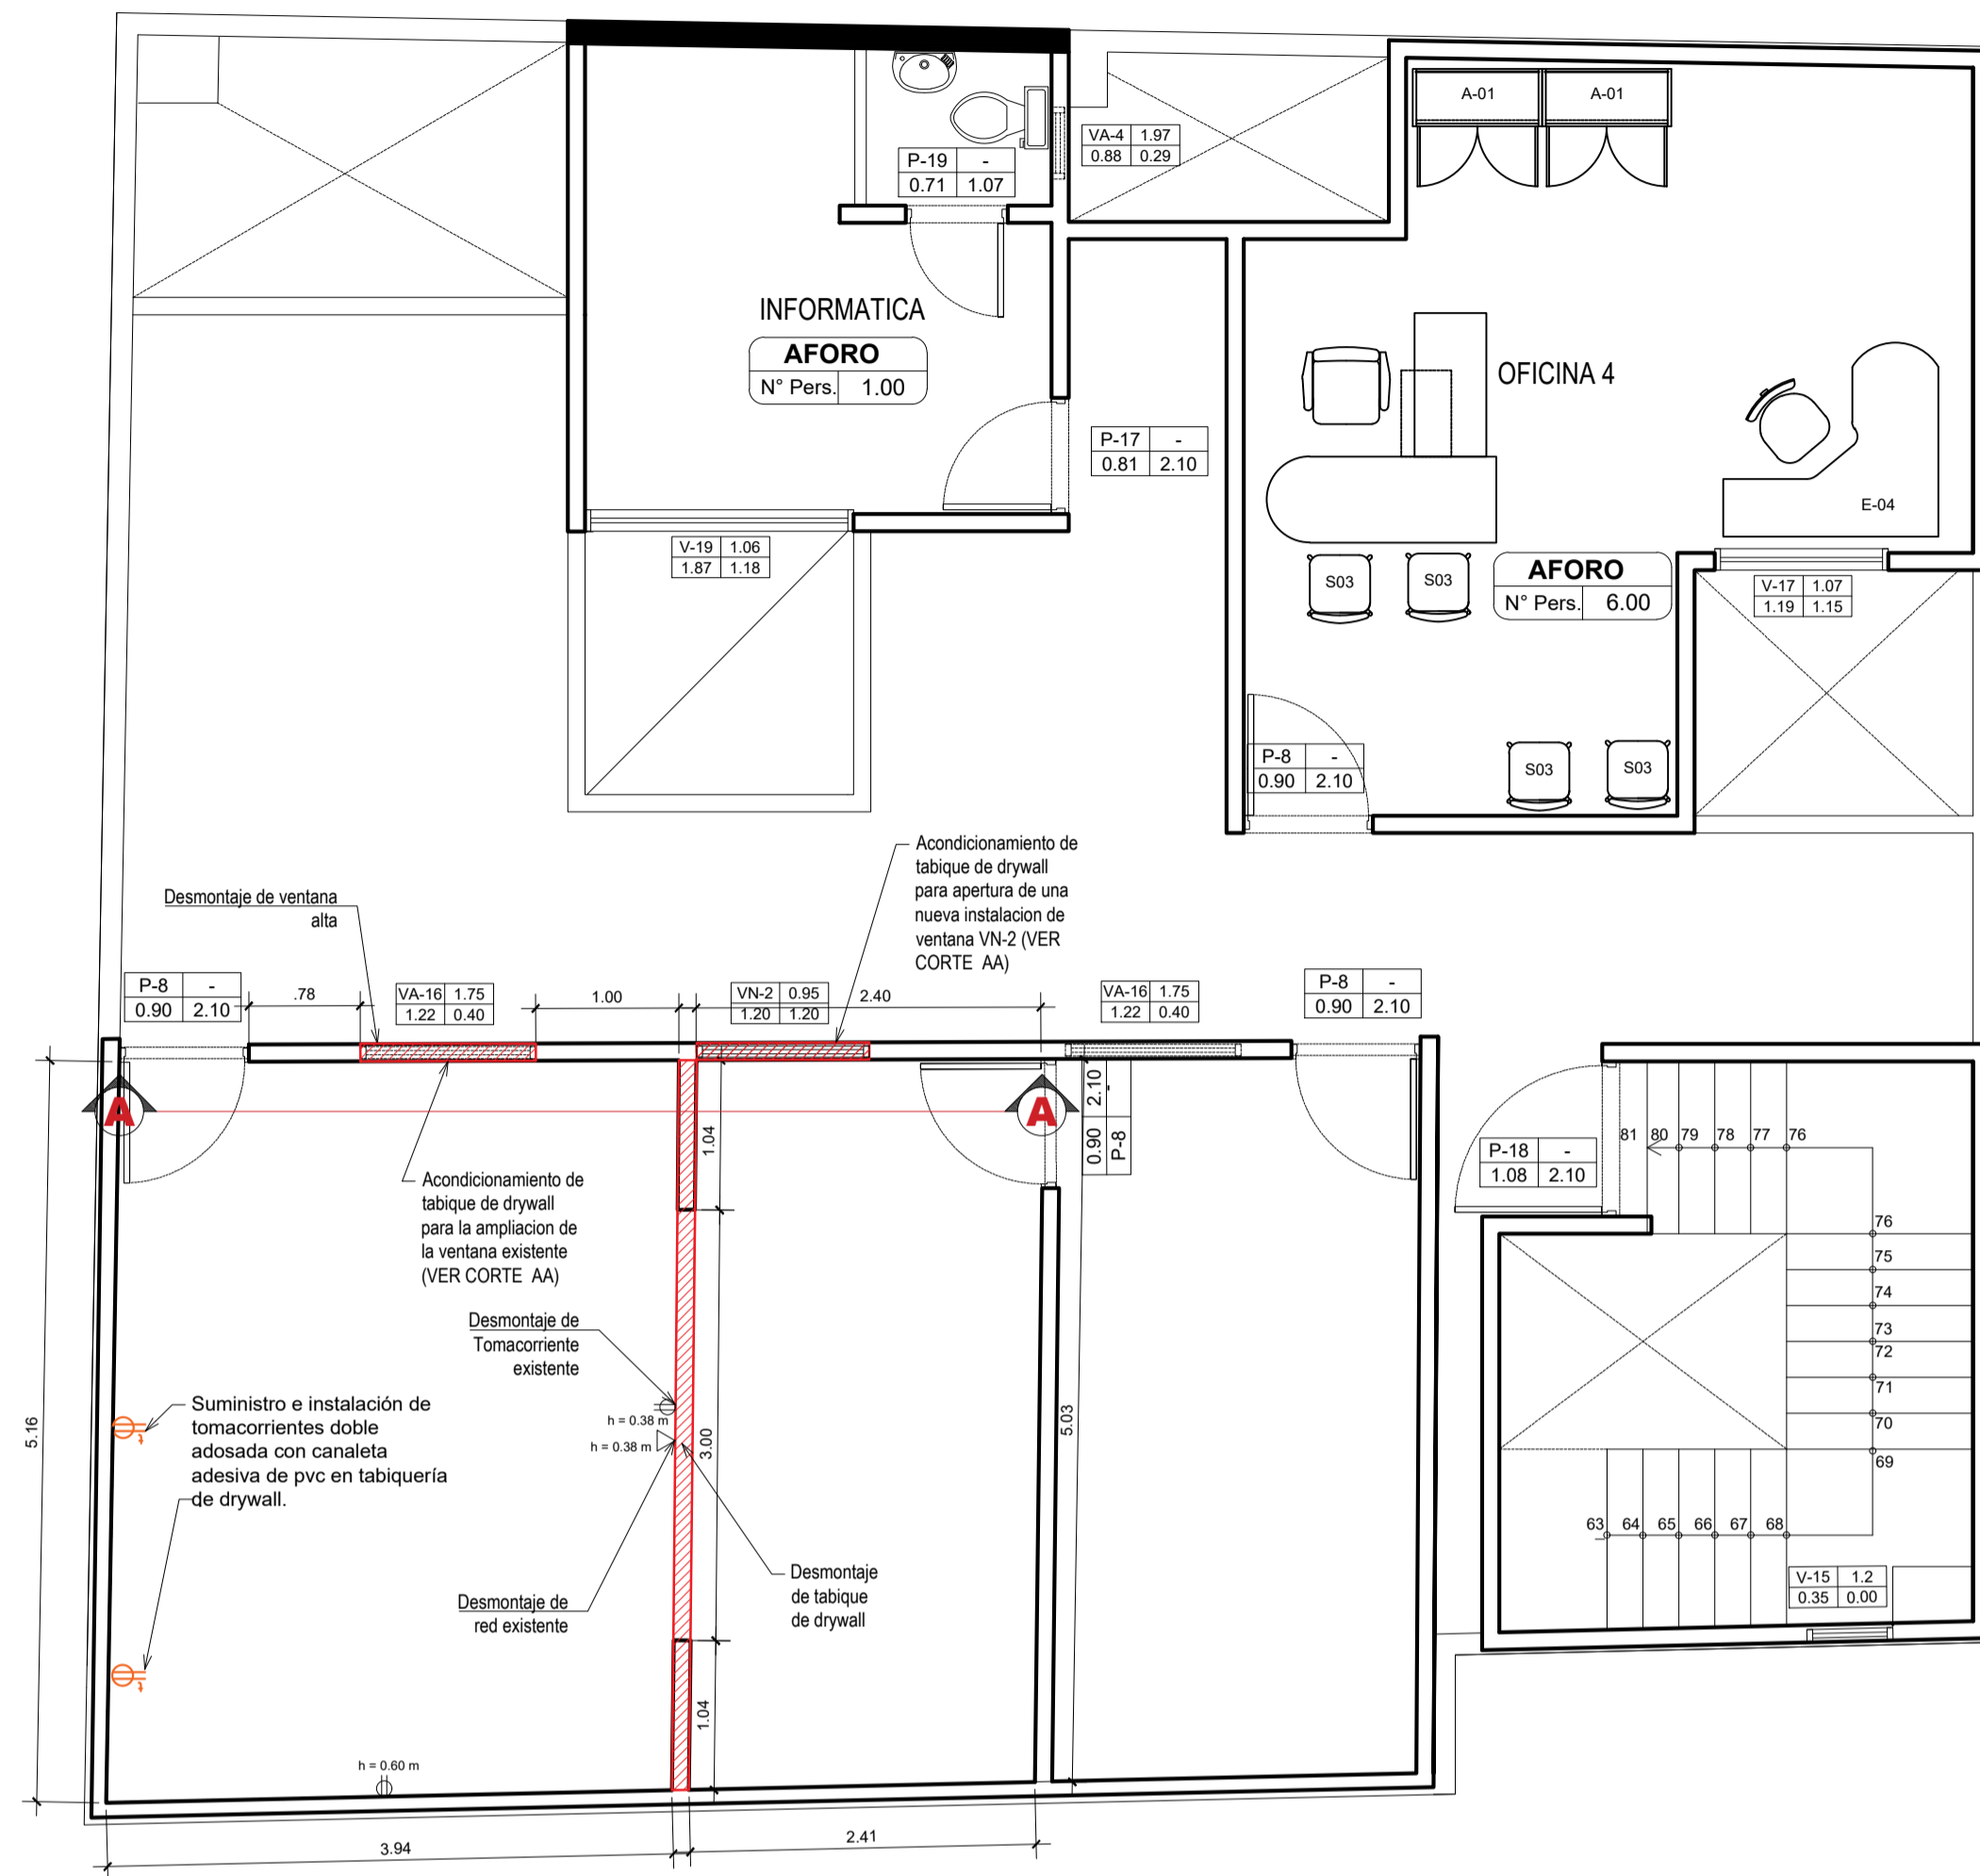 A-01
A-01
VA-4 1.97
0.88 0.29
P-19 -
0.71 1.07
INFORMATICA
AFORO
N° Pers. 1.00
OFICINA 4
P-17 -
0.81 2.10
E-04
V-19 1.06
1.87 1.18
S03
S03
AFORO
N° Pers. 6.00
V-17 1.07
1.19 1.15
P-8 -
0.90 2.10
S03
S03
Desmontaje de ventana
alta
Acondicionamiento de
tabique de drywall
para apertura de una
nueva instalacion de
ventana VN-2 (VER
CORTE AA)
P-8 -
0.90 2.10
.78
VA-16 1.75
1.22 0.40
1.00
VN-2 0.95
1.20 1.20
2.40
VA-16 1.75
1.22 0.40
P-8 -
0.90 2.10
A
A
1.04
0.90 2.10
P-8 -
Acondicionamiento de
tabique de drywall
para la ampliacion de
la ventana existente
(VER CORTE AA)
P-18 -
1.08 2.10
81 80 79 78 77 76
76
75
74
73
72
71
70
69
63 64 65 66 67 68
V-15 1.2
0.35 0.00
Desmontaje de
Tomacorriente
existente
h = 0.38 m
h = 0.38 m
3.00
5.03
5.16
Suministro e instalación de
tomacorrientes doble
adosada con canaleta
adesiva de pvc en tabiquería
de drywall.
Desmontaje de
red existente
Desmontaje
de tabique
de drywall
1.04
h = 0.60 m
3.94
2.41